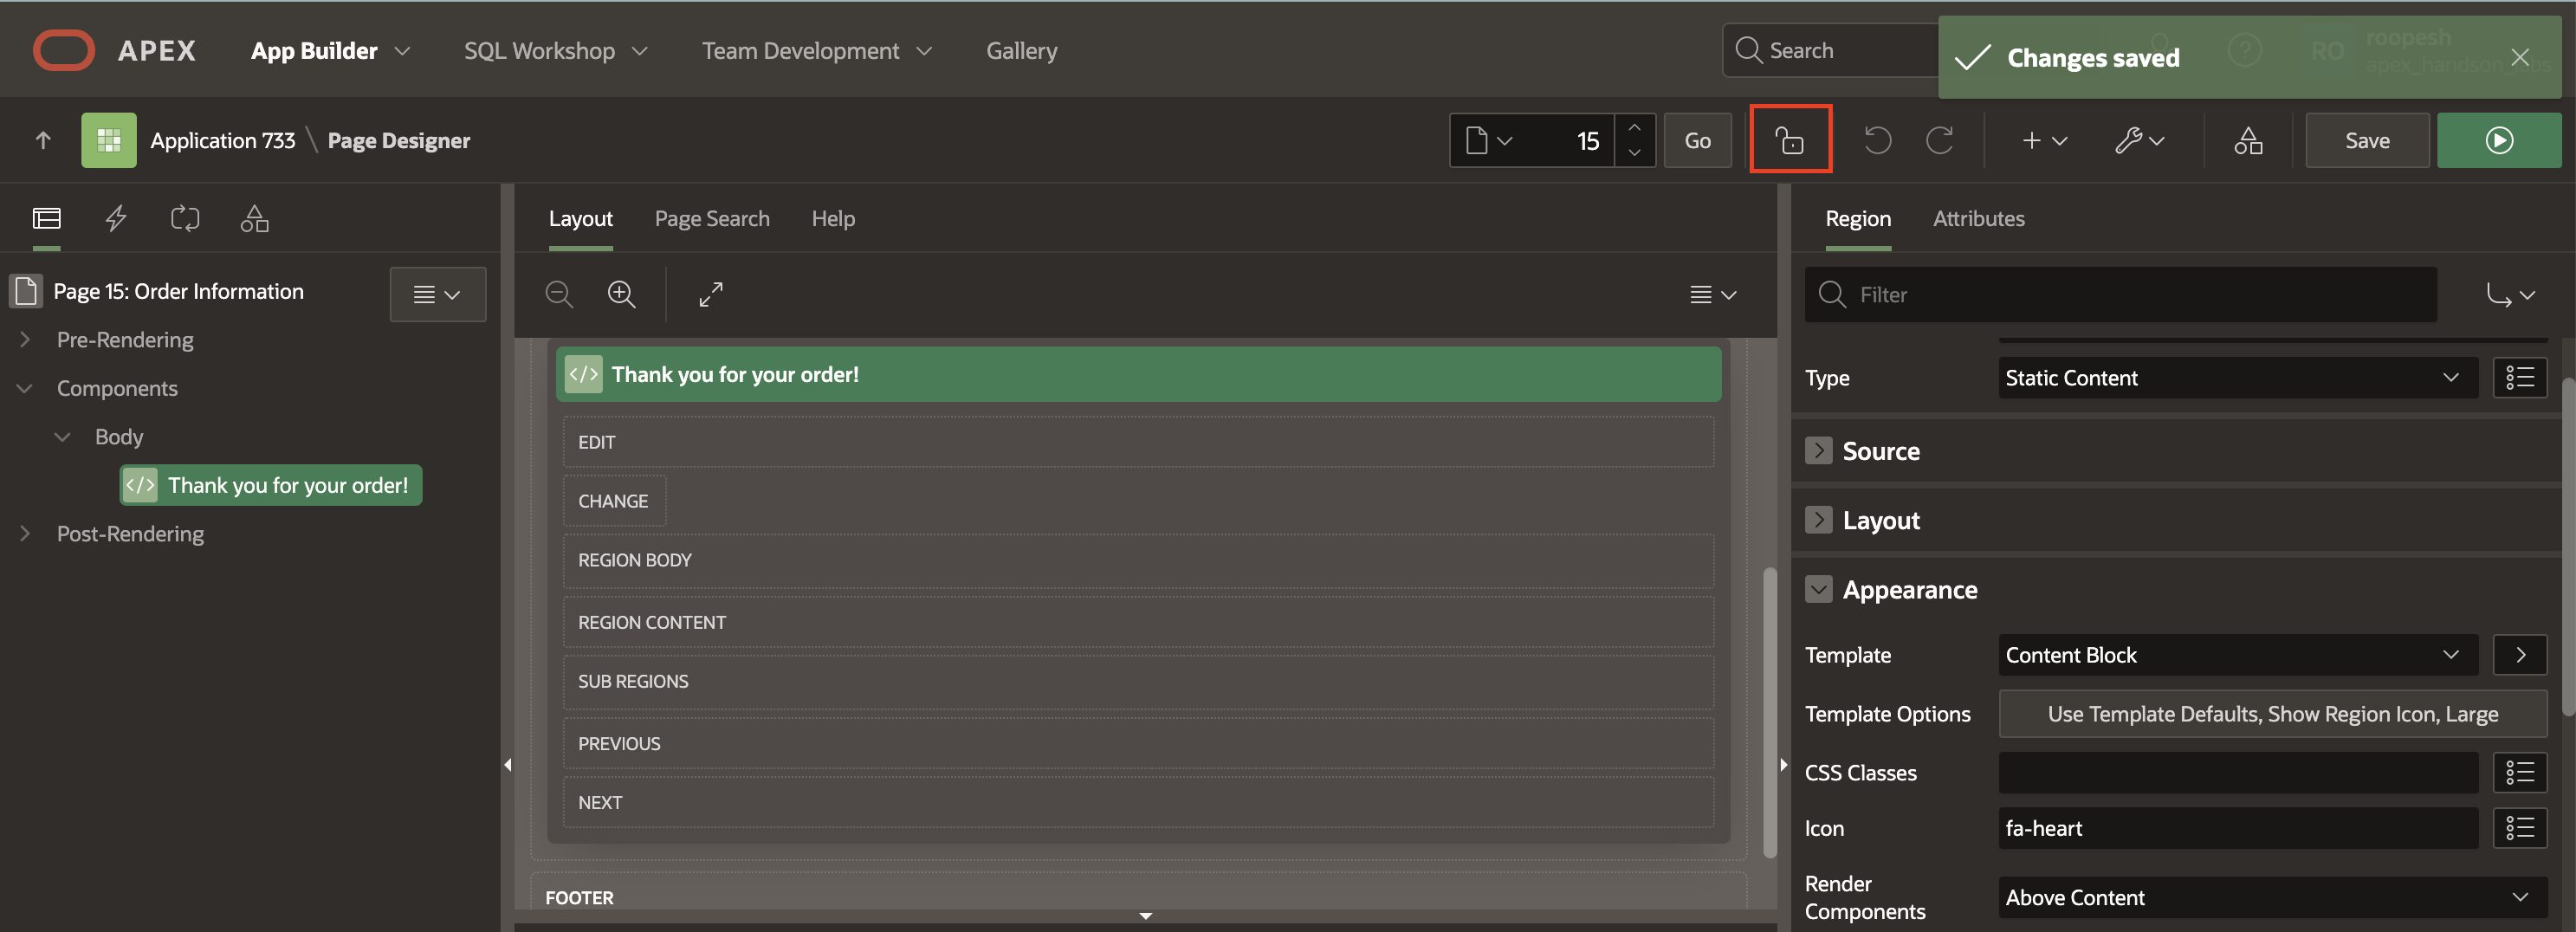 APEX App Builder SQL Workshop Team Development Gallery Search
Changes saved
RO roopesh
Application 733 \ Page Designer 15 Go Save
Page 15: Order Information
Pre-Rendering
Components
Body
</> Thank you for your order!
Post-Rendering
Layout Page Search Help
</> Thank you for your order!
EDIT
CHANGE
REGION BODY
REGION CONTENT
SUB REGIONS
PREVIOUS
NEXT
FOOTER
Region Attributes
Filter
Type Static Content
Source
Layout
Appearance
Template Content Block
Template Options Use Template Defaults, Show Region Icon, Large
CSS Classes
Icon fa-heart
Render
Components Above Content